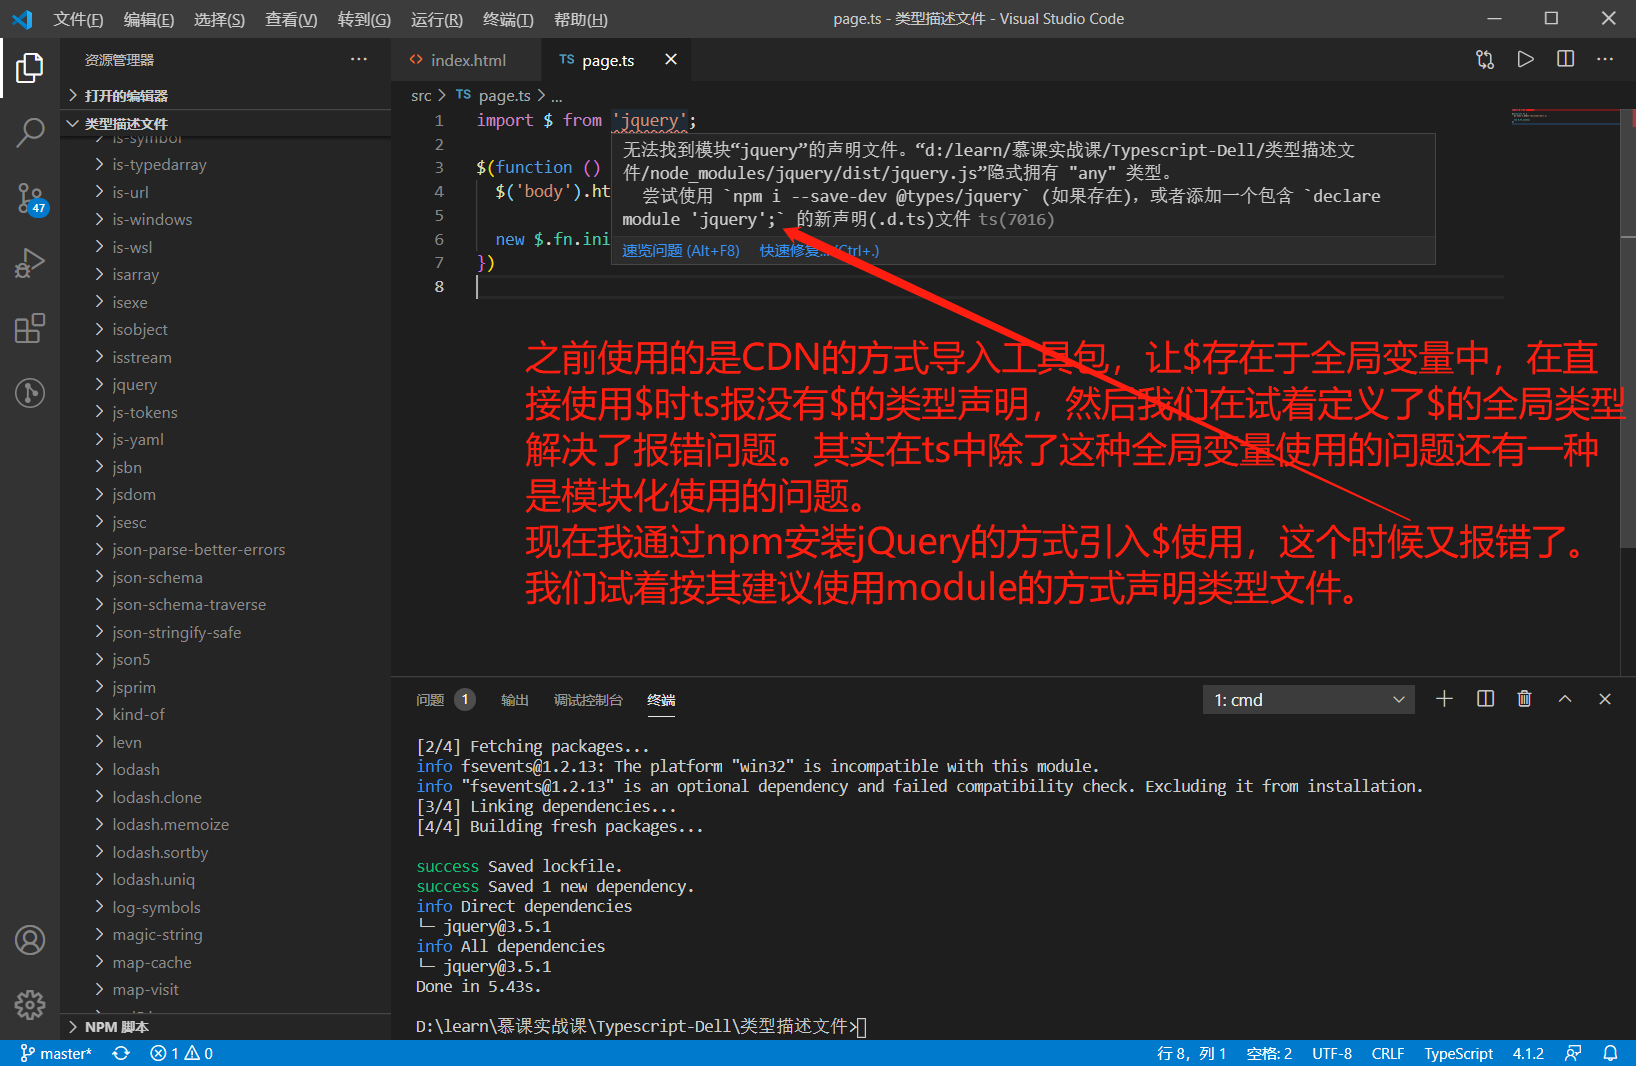 文件(F) 编辑(E) 选择(S) 查看(V) 转到(G) 运行(R) 终端(T) 帮助(H) page.ts - 类型描述文件 - Visual Studio Code
资源管理器
index.html
TS page.ts
打开的编辑器
src > TS page.ts > ...
类型描述文件
is-symbol
is-typedarray
is-url
is-windows
is-wsl
isarray
isexe
isobject
isstream
jquery
js-tokens
js-yaml
jsbn
jsdom
jsesc
json-parse-better-errors
json-schema
json-schema-traverse
json-stringify-safe
json5
jsprim
kind-of
levn
lodash
lodash.clone
lodash.memoize
lodash.sortby
lodash.uniq
log-symbols
magic-string
map-cache
map-visit
NPM 脚本
47
1 import $ from 'jquery';
2
3 $(function ()
4 $('body').ht
5
6 new $.fn.ini
7 })
8
无法找到模块“jquery”的声明文件。“d:/learn/慕课实战课/Typescript-Dell/类型描述文
件/node_modules/jquery/dist/jquery.js”隐式拥有 "any" 类型。
尝试使用 `npm i --save-dev @types/jquery` (如果存在)，或者添加一个包含 `declare
module 'jquery';` 的新声明(.d.ts)文件 ts(7016)
速览问题 (Alt+F8) 快速修复... (Ctrl+.)
之前使用的是CDN的方式导入工具包，让$存在于全局变量中，在直
接使用$时ts报没有$的类型声明，然后我们在试着定义了$的全局类型
解决了报错问题。其实在ts中除了这种全局变量使用的问题还有一种
是模块化使用的问题。
现在我通过npm安装jQuery的方式引入$使用，这个时候又报错了。
我们试着按其建议使用module的方式声明类型文件。
问题 1 输出 调试控制台 终端 1: cmd
[2/4] Fetching packages...
info fsevents@1.2.13: The platform "win32" is incompatible with this module.
info "fsevents@1.2.13" is an optional dependency and failed compatibility check. Excluding it from installation.
[3/4] Linking dependencies...
[4/4] Building fresh packages...
success Saved lockfile.
success Saved 1 new dependency.
info Direct dependencies
└─ jquery@3.5.1
info All dependencies
└─ jquery@3.5.1
Done in 5.43s.
D:\learn\慕课实战课\Typescript-Dell\类型描述文件>
master* 1 0 行 8，列 1 空格: 2 UTF-8 CRLF TypeScript 4.1.2